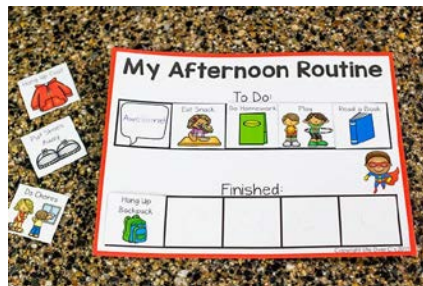 My Afternoon Routine
To Do:
Awesome!
Eat Snack
Do Homework
Play
Read a Book
Finished:
Hang Up
Backpack
Hang Up Coat
Put Shoes
Away
Do Chores